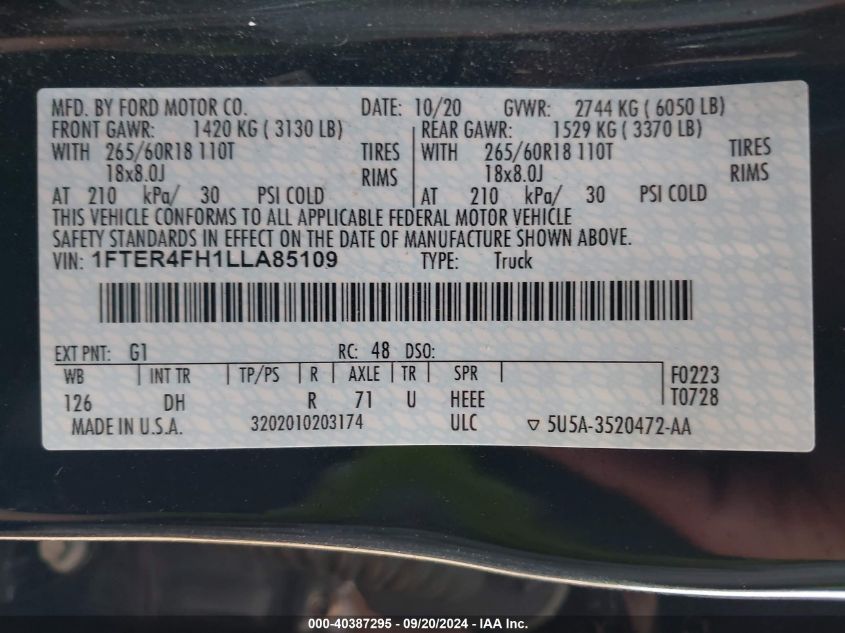 MFD. BY FORD MOTOR CO. DATE: 10/20 GVWR: 2744 KG ( 6050 LB)
FRONT GAWR: 1420 KG ( 3130 LB) REAR GAWR: 1529 KG ( 3370 LB)
WITH 265/60R18 110T TIRES WITH 265/60R18 110T TIRES
18x8.0J RIMS 18x8.0J RIMS
AT 210 kPa/ 30 PSI COLD AT 210 kPa/ 30 PSI COLD
THIS VEHICLE CONFORMS TO ALL APPLICABLE FEDERAL MOTOR VEHICLE
SAFETY STANDARDS IN EFFECT ON THE DATE OF MANUFACTURE SHOWN ABOVE.
VIN: 1FTER4FH1LLA85109 TYPE: Truck
EXT PNT: G1 RC: 48 DSO:
WB INT TR TP/PS R AXLE TR SPR F0223
126 DH R 71 U HEEE T0728
MADE IN U.S.A. 3202010203174 ULC ▽ 5U5A-3520472-AA
000-40387295 - 09/20/2024 - IAA Inc.